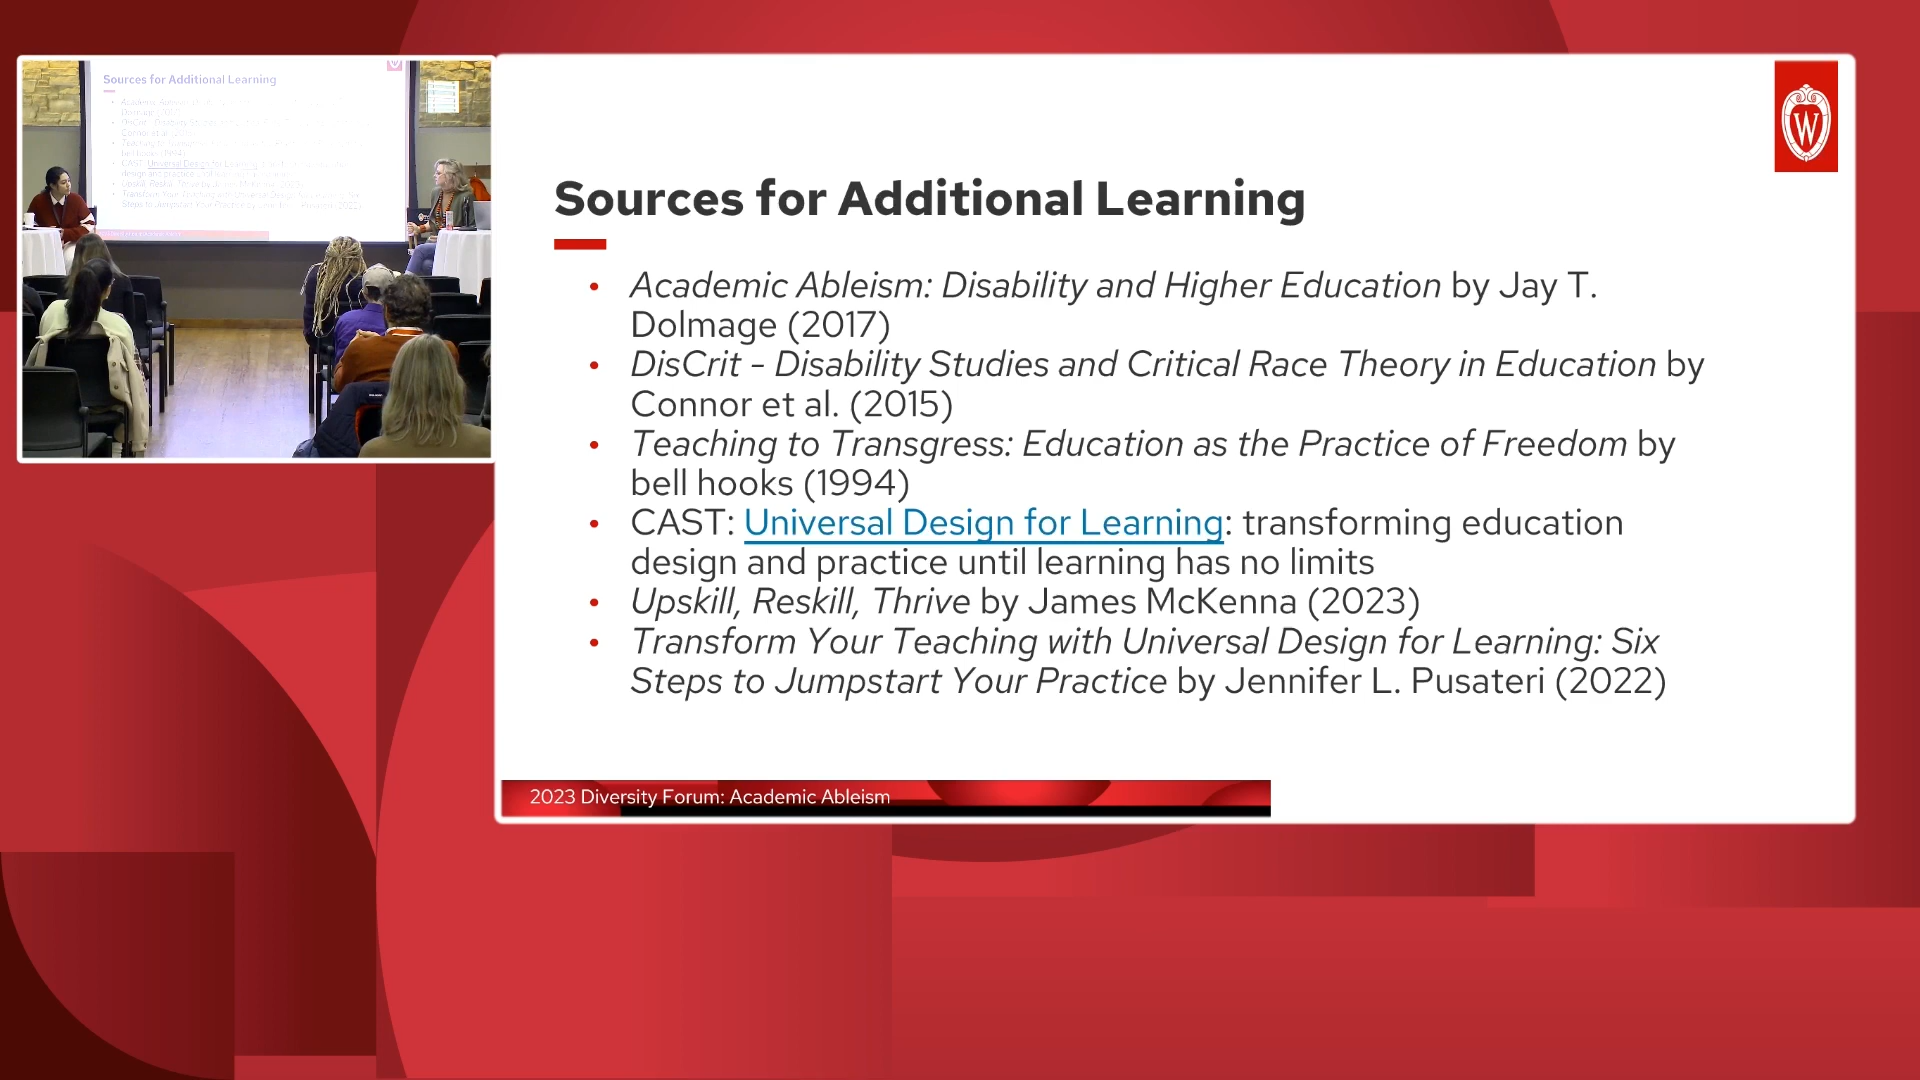 Sources for Additional Learning
Sources for Additional Learning
• Academic Ableism: Disability and Higher Education by Jay T.
Dolmage (2017)
• DisCrit - Disability Studies and Critical Race Theory in Education by
Connor et al. (2015)
• Teaching to Transgress: Education as the Practice of Freedom by
bell hooks (1994)
• CAST: Universal Design for Learning: transforming education
design and practice until learning has no limits
• Upskill, Reskill, Thrive by James McKenna (2023)
• Transform Your Teaching with Universal Design for Learning: Six
Steps to Jumpstart Your Practice by Jennifer L. Pusateri (2022)
W
2023 Diversity Forum: Academic Ableism